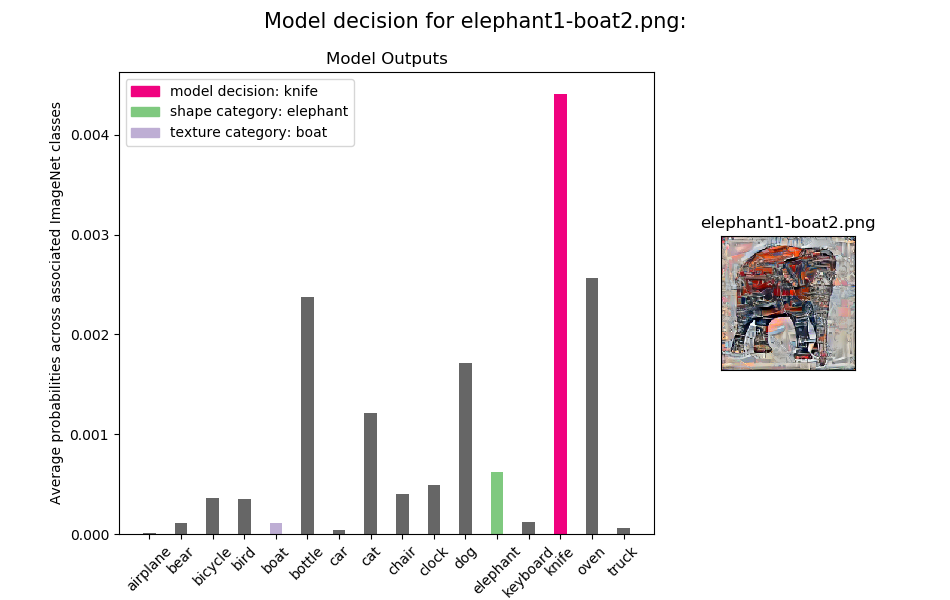 Model decision for elephant1-boat2.png:
Model Outputs
model decision: knife
shape category: elephant
texture category: boat
Average probabilities across associated ImageNet classes
0.004
0.003
0.002
0.001
0.000
airplane
bear
bicycle
bird
boat
bottle
car
cat
chair
clock
dog
elephant
keyboard
knife
oven
truck
elephant1-boat2.png